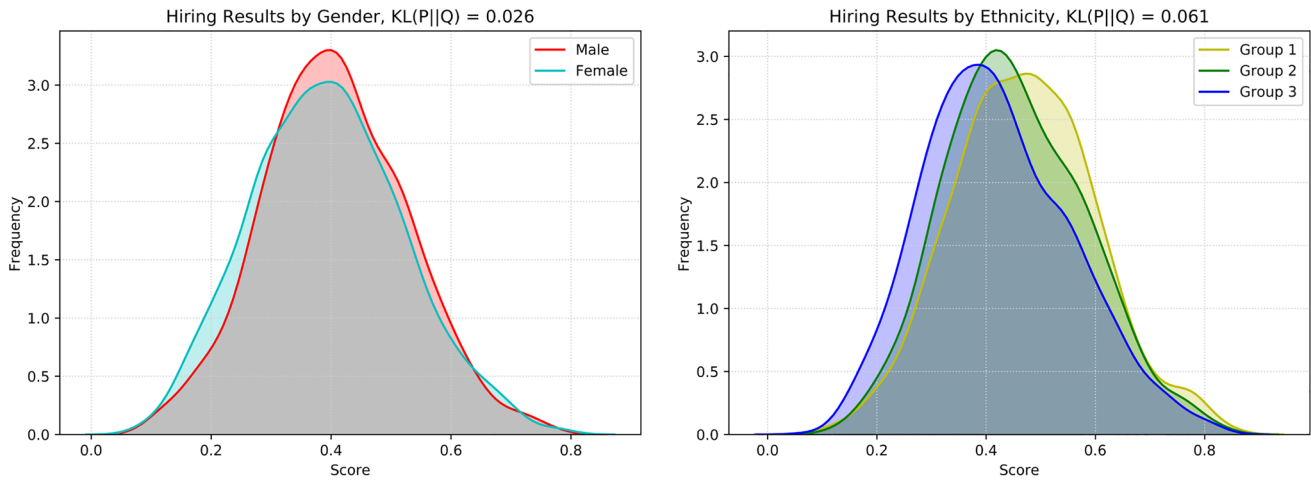 Hiring Results by Gender, KL(P||Q) = 0.026
Male
Female
3.0
2.5
2.0
1.5
1.0
0.5
0.0
Frequency
0.0 0.2 0.4 0.6 0.8
Score
Hiring Results by Ethnicity, KL(P||Q) = 0.061
Group 1
Group 2
Group 3
3.0
2.5
2.0
1.5
1.0
0.5
0.0
Frequency
0.0 0.2 0.4 0.6 0.8
Score